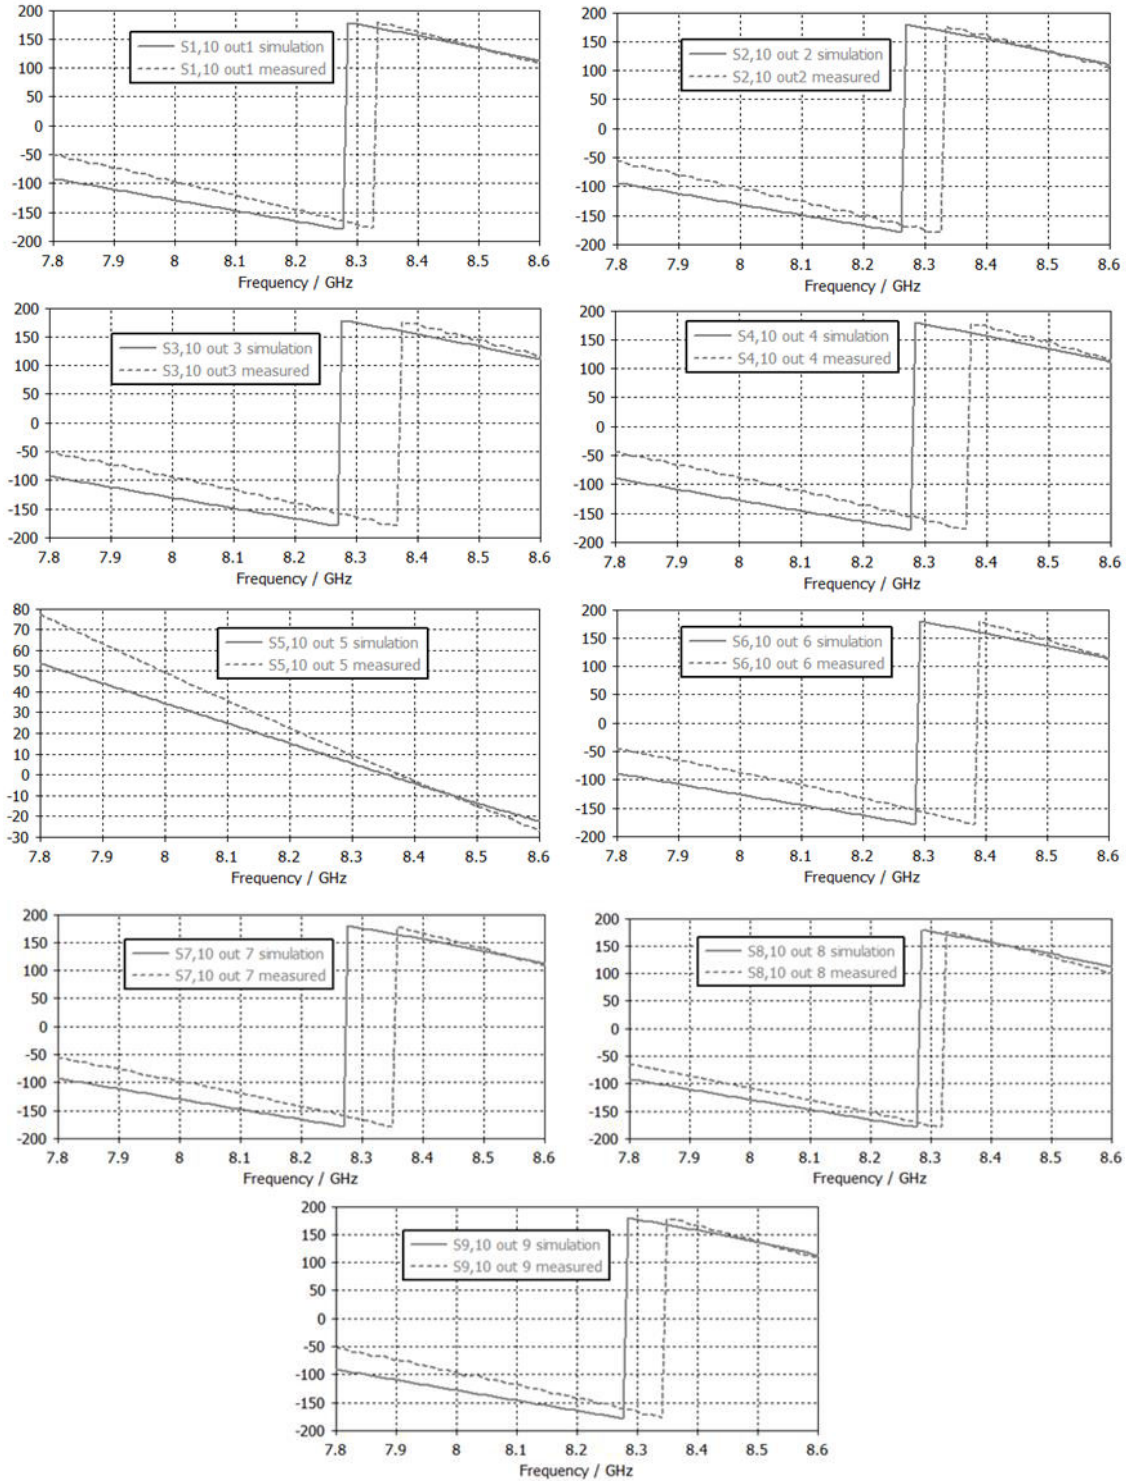 200
150
100
50
0
-50
-100
-150
-200
S1,10 out1 simulation
S1,10 out1 measured
7.8 7.9 8 8.1 8.2 8.3 8.4 8.5 8.6
Frequency / GHz
200
150
100
50
0
-50
-100
-150
-200
S2,10 out 2 simulation
S2,10 out2 measured
7.8 7.9 8 8.1 8.2 8.3 8.4 8.5 8.6
Frequency / GHz
200
150
100
50
0
-50
-100
-150
-200
S3,10 out 3 simulation
S3,10 out3 measured
7.8 7.9 8 8.1 8.2 8.3 8.4 8.5 8.6
Frequency / GHz
200
150
100
50
0
-50
-100
-150
-200
S4,10 out 4 simulation
S4,10 out 4 measured
7.8 7.9 8 8.1 8.2 8.3 8.4 8.5 8.6
Frequency / GHz
80
70
60
50
40
30
20
10
0
-10
-20
-30
S5,10 out 5 simulation
S5,10 out 5 measured
7.8 7.9 8 8.1 8.2 8.3 8.4 8.5 8.6
Frequency / GHz
200
150
100
50
0
-50
-100
-150
-200
S6,10 out 6 simulation
S6,10 out 6 measured
7.8 7.9 8 8.1 8.2 8.3 8.4 8.5 8.6
Frequency / GHz
200
150
100
50
0
-50
-100
-150
-200
S7,10 out 7 simulation
S7,10 out 7 measured
7.8 7.9 8 8.1 8.2 8.3 8.4 8.5 8.6
Frequency / GHz
200
150
100
50
0
-50
-100
-150
-200
S8,10 out 8 simulation
S8,10 out 8 measured
7.8 7.9 8 8.1 8.2 8.3 8.4 8.5 8.6
Frequency / GHz
200
150
100
50
0
-50
-100
-150
-200
S9,10 out 9 simulation
S9,10 out 9 measured
7.8 7.9 8 8.1 8.2 8.3 8.4 8.5 8.6
Frequency / GHz